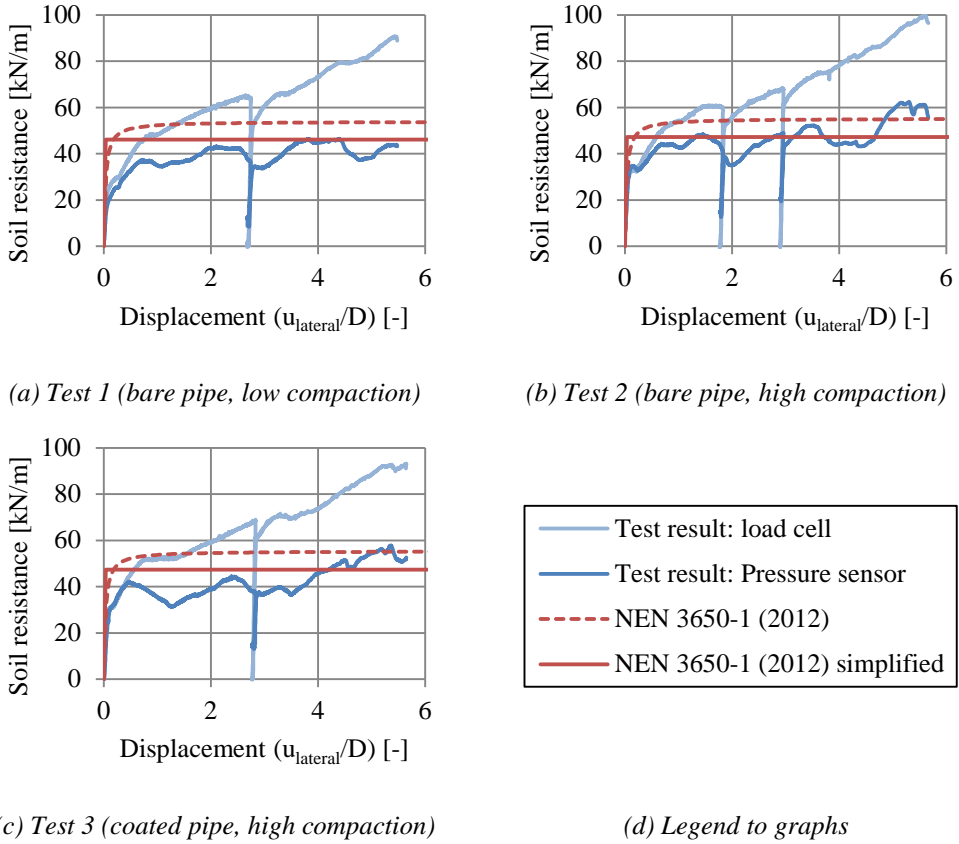 100
80
60
40
20
0
Soil resistance [kN/m]
0 2 4 6
Displacement (u_lateral/D) [-]
(a) Test 1 (bare pipe, low compaction)
100
80
60
40
20
0
Soil resistance [kN/m]
0 2 4 6
Displacement (u_lateral/D) [-]
(b) Test 2 (bare pipe, high compaction)
100
80
60
40
20
0
Soil resistance [kN/m]
0 2 4 6
Displacement (u_lateral/D) [-]
(c) Test 3 (coated pipe, high compaction)
Test result: load cell
Test result: Pressure sensor
NEN 3650-1 (2012)
NEN 3650-1 (2012) simplified
(d) Legend to graphs